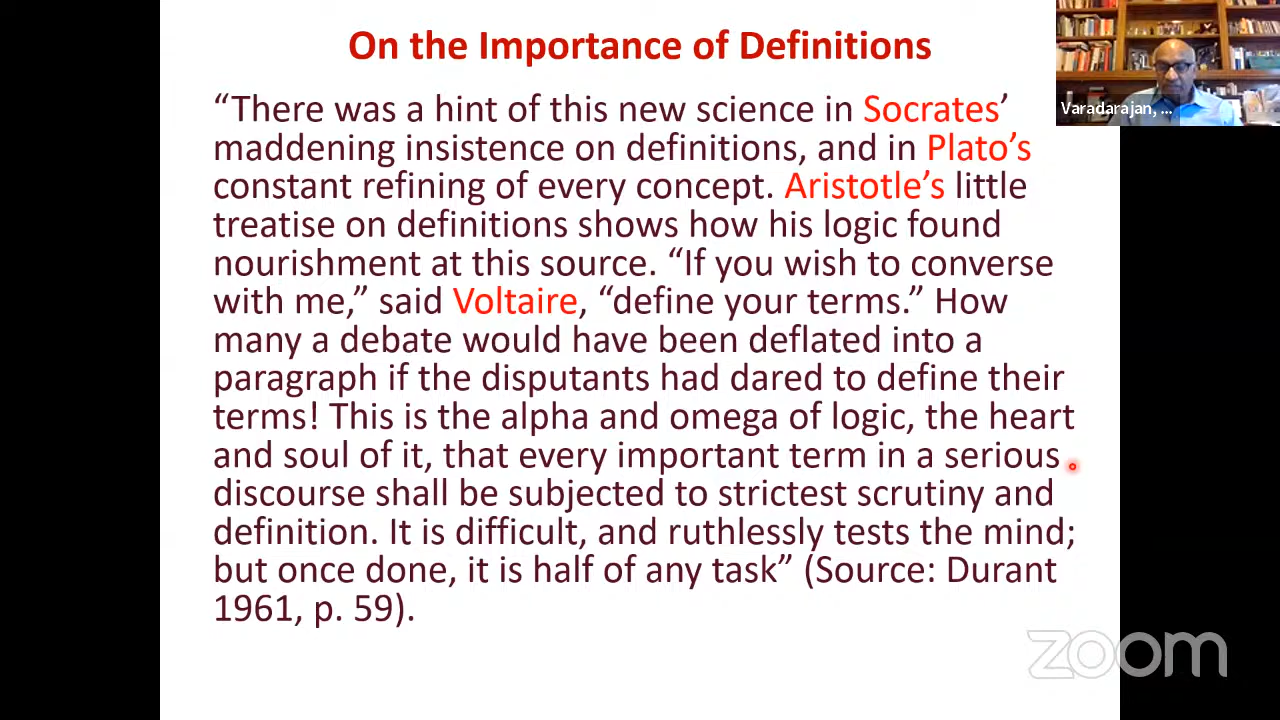 On the Importance of Definitions
“There was a hint of this new science in Socrates’
maddening insistence on definitions, and in Plato’s
constant refining of every concept. Aristotle’s little
treatise on definitions shows how his logic found
nourishment at this source. “If you wish to converse
with me,” said Voltaire, “define your terms.” How
many a debate would have been deflated into a
paragraph if the disputants had dared to define their
terms! This is the alpha and omega of logic, the heart
and soul of it, that every important term in a serious
discourse shall be subjected to strictest scrutiny and
definition. It is difficult, and ruthlessly tests the mind;
but once done, it is half of any task” (Source: Durant
1961, p. 59).
Varadarajan, ...
zoom